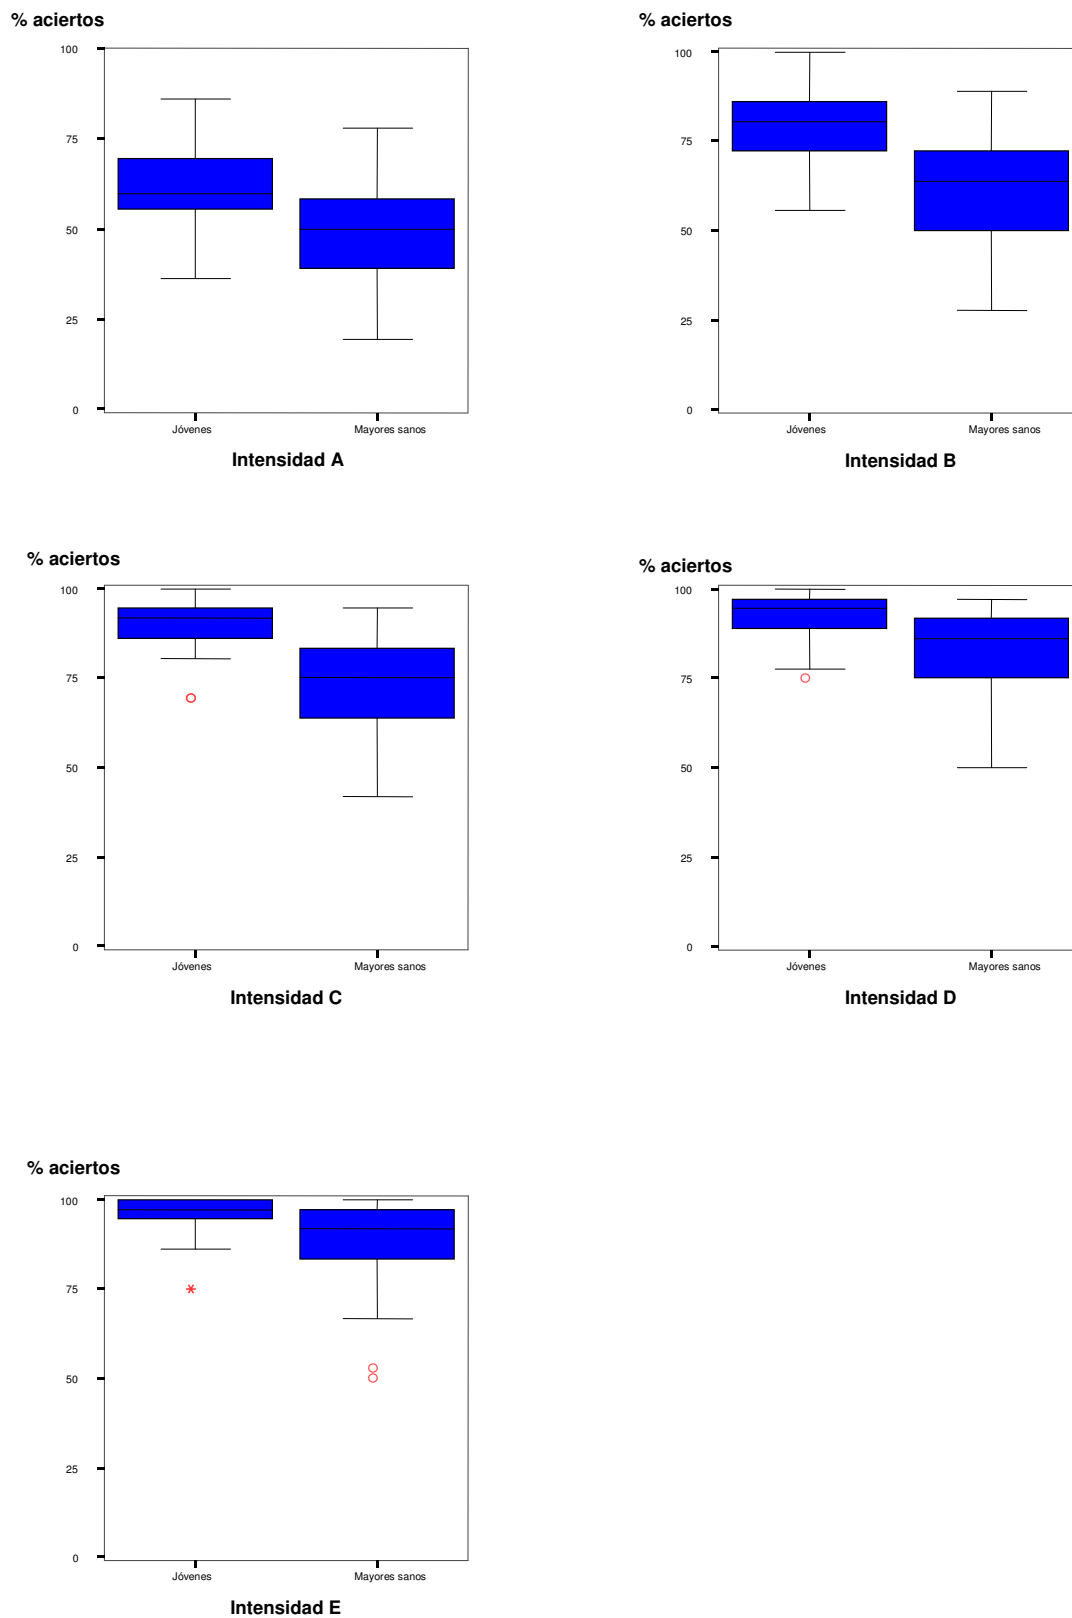 % aciertos
100
75
50
25
0
Jóvenes Mayores sanos
Intensidad A
% aciertos
100
75
50
25
0
Jóvenes Mayores sanos
Intensidad B
% aciertos
100
75
50
25
0
Jóvenes Mayores sanos
Intensidad C
% aciertos
100
75
50
25
0
Jóvenes Mayores sanos
Intensidad D
% aciertos
100
75
50
25
0
Jóvenes Mayores sanos
Intensidad E